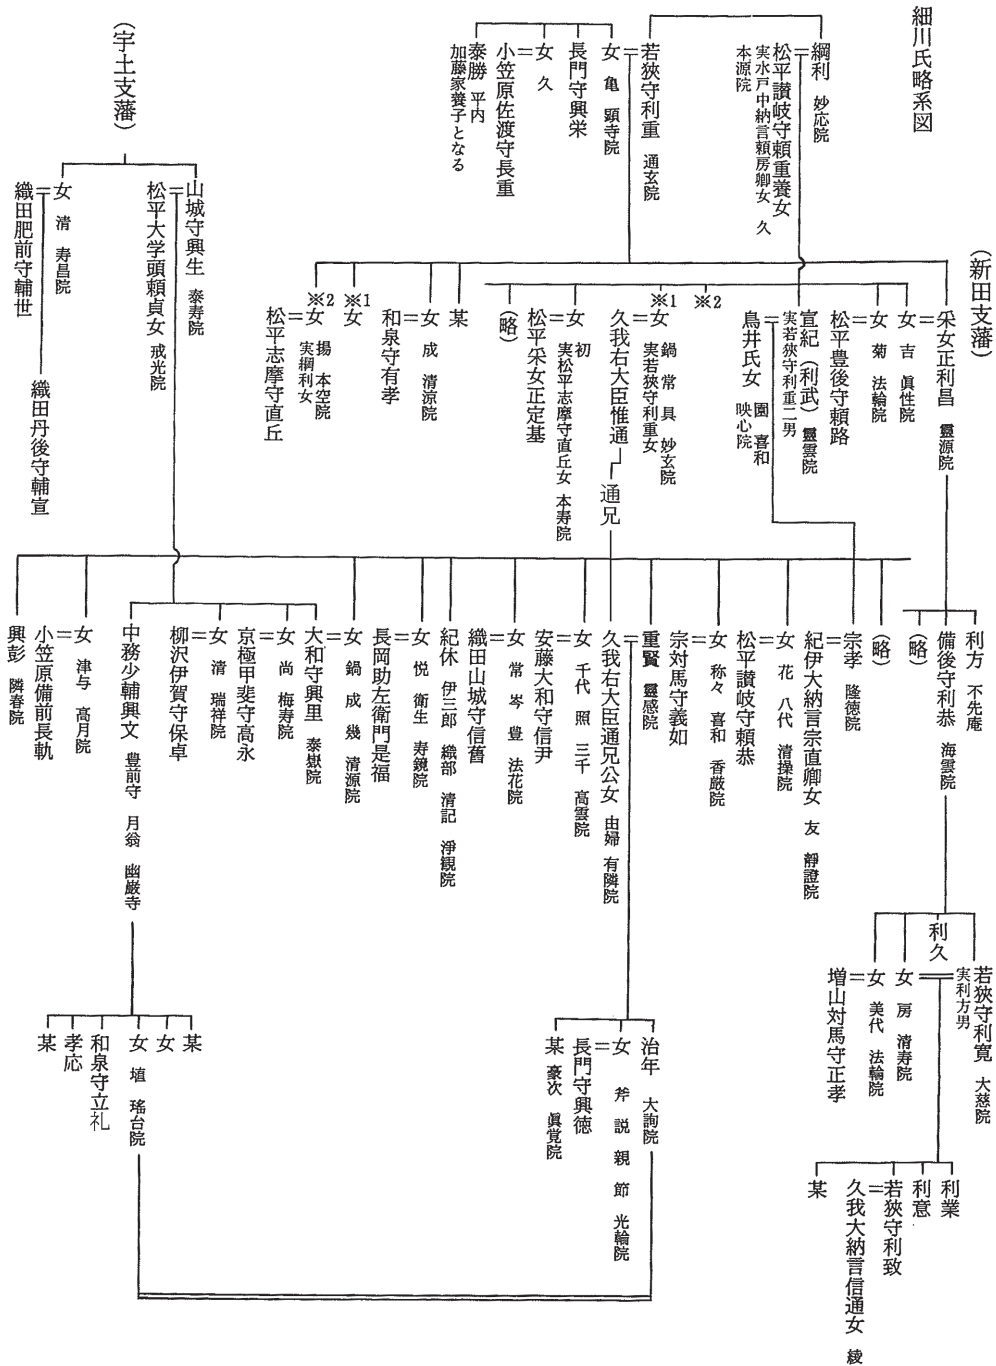 細川氏略系図
綱利　妙応院
松平讃岐守頼重養女
実水戸中納言頼房卿女　久
本源院
若狭守利重　通玄院
女　亀　顕寺院
長門守興栄
女　久
小笠原佐渡守長重
泰勝　平内
加藤家養子となる
（新田支藩）
采女正利昌　靈源院
女　吉　眞性院
女　菊　法輪院
松平豊後守頼路
宣紀（利武）　靈雲院
実若狭守利重二男
鳥井氏女　園　喜和
映心院
※2
※1
女　鍋　常　具　妙玄院
実若狭守利重女
久我右大臣惟通
通兄
女　初
実松平志摩守直丘女　本寿院
松平采女正定基
（略）
某
女　成　清涼院
和泉守有孝
※1
女
※2
女　揚　本空院
実綱利女
松平志摩守直丘
（宇土支藩）
山城守興生　泰寿院
松平大学頭頼貞女　戒光院
女　清　寿昌院
織田肥前守輔世
織田丹後守輔宣
利方　不先庵
備後守利恭　海雲院
（略）
（略）
宗孝　隆徳院
紀伊大納言宗直卿女　友　靜證院
女　花　八代　清操院
松平讃岐守頼恭
女　称々　喜和　香厳院
宗対馬守義如
重賢　靈感院
久我右大臣通兄公女　由婦　有隣院
女　千代　照　三千　高雲院
安藤大和守信尹
女　常　岑　豊　法花院
織田山城守信舊
紀休　伊三郎　織部　清記　淨観院
女　悦　衛生　寿鏡院
長岡助左衛門是福
女　鍋　成　幾　清源院
大和守興里　泰嶽院
女　尚　梅寿院
京極甲斐守高永
女　清　瑞祥院
柳沢伊賀守保卓
中務少輔興文　豊前守　月翁　幽巌寺
女　津与　高月院
小笠原備前長軌
興彭　隣春院
若狭守利寛　大慈院
実利方男
利久
女　房　清寿院
女　美代　法輪院
増山対馬守正孝
治年　大詢院
女　斧　説　親　節　光輪院
長門守興徳
某　豪次　眞覚院
某
女
女　埴　瑤台院
和泉守立礼
孝応
某
利業
利意
若狭守利致
久我大納言信通女　綾
某